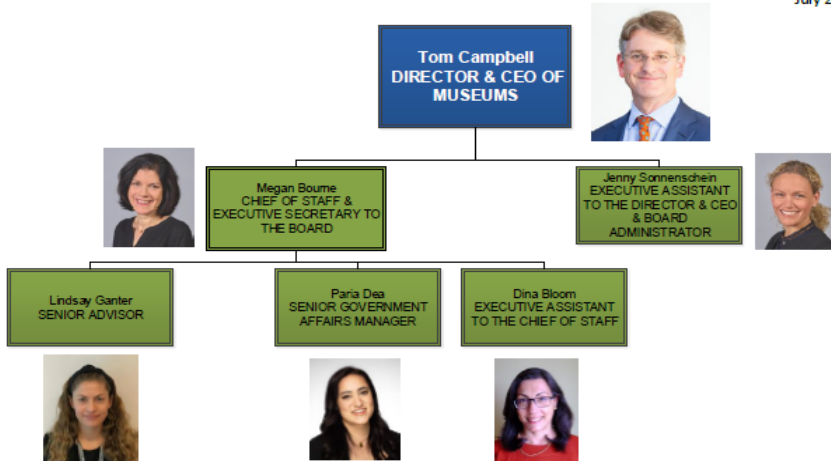 July 2
Tom Campbell
DIRECTOR & CEO OF
MUSEUMS
Megan Bourne
CHIEF OF STAFF &
EXECUTIVE SECRETARY TO
THE BOARD
Jenny Sonnenschein
EXECUTIVE ASSISTANT
TO THE DIRECTOR & CEO
& BOARD
ADMINISTRATOR
Lindsay Ganter
SENIOR ADVISOR
Paria Dea
SENIOR GOVERNMENT
AFFAIRS MANAGER
Dina Bloom
EXECUTIVE ASSISTANT
TO THE CHIEF OF STAFF